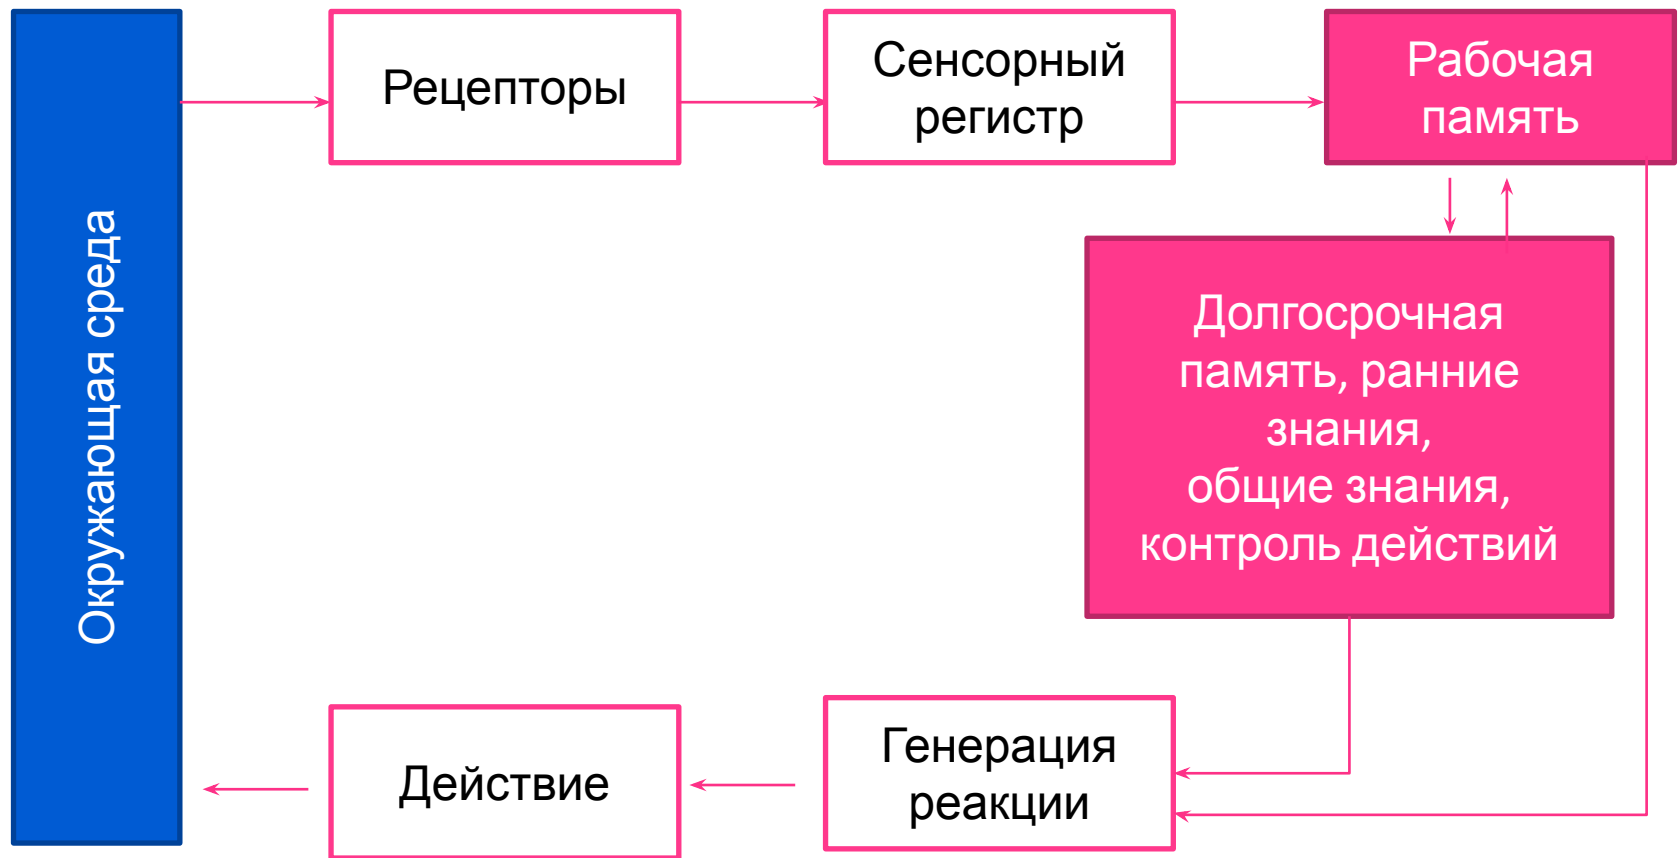 Окружающая среда
Рецепторы
Сенсорный
регистр
Рабочая
память
Долгосрочная
память, ранние
знания,
общие знания,
контроль действий
Генерация
реакции
Действие